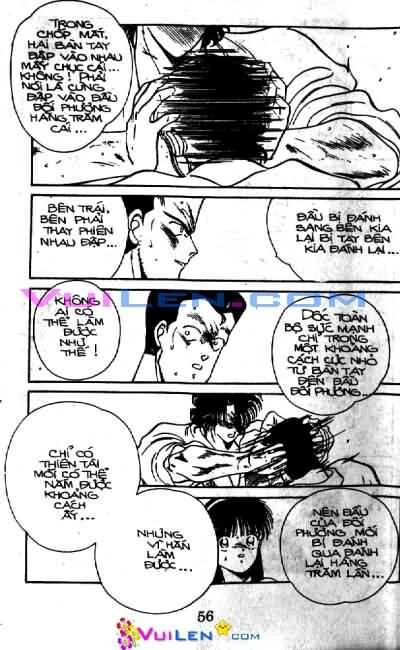 TRONG
CHỚP MẮT,
HAI BÀN TAY
ĐẬP VÀO NHAU
MẤY CHỤC CÁI...
KHÔNG! PHẢI
NÓI LÀ CÙNG
ĐẬP VÀO ĐẦU
ĐỐI PHƯƠNG
HÀNG TRĂM
CÁI...
BÊN TRÁI,
BÊN PHẢI
THAY PHIÊN
NHAU ĐẬP...
ĐẦU BỊ ĐÁNH
SANG BÊN KIA
LẠI BỊ TAY BÊN
KIA ĐÁNH LẠI...
VuiLen.com
KHÔNG
AI CÓ
THỂ LÀM
ĐƯỢC
NHƯ
THẾ!
DỐC TOÀN
BỘ SỨC MẠNH
CHỈ TRONG
MỘT KHOẢNG
CÁCH CỰC NHỎ
TỪ BÀN TAY
ĐẾN ĐẦU
ĐỐI PHƯƠNG...
CHỈ CÓ
THIÊN TÀI
MỚI CÓ THỂ
NẮM ĐƯỢC
KHOẢNG
CÁCH
ẤY...
NÊN ĐẦU
CỦA ĐỐI
PHƯƠNG MỚI
BỊ ĐÁNH
QUA ĐÁNH
LẠI HÀNG
TRĂM LẦN...
NHƯNG
VÌ HẮN
LÀM
ĐƯỢC...
56
VuiLen.com